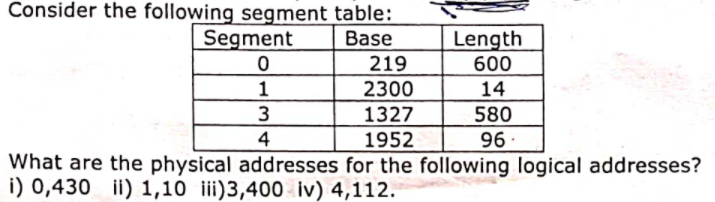 Consider the following segment table:
Segment Base Length
0 219 600
1 2300 14
3 1327 580
4 1952 96
What are the physical addresses for the following logical addresses?
i) 0,430 ii) 1,10 iii)3,400 iv) 4,112.